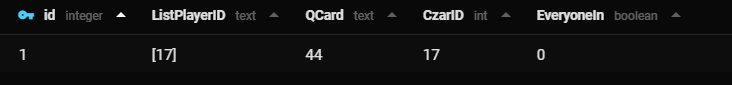 id integer ListPlayerID text QCard text CzarID int EveryoneIn boolean
1 [17] 44 17 0